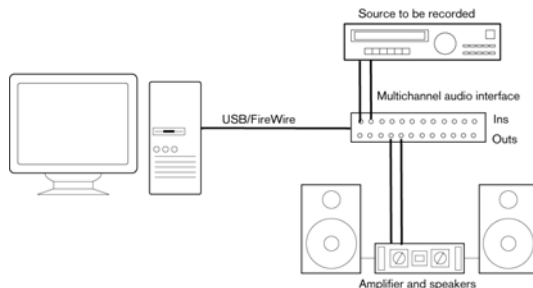 Source to be recorded
Multichannel audio interface
USB/FireWire
Ins
Outs
Amplifier and speakers